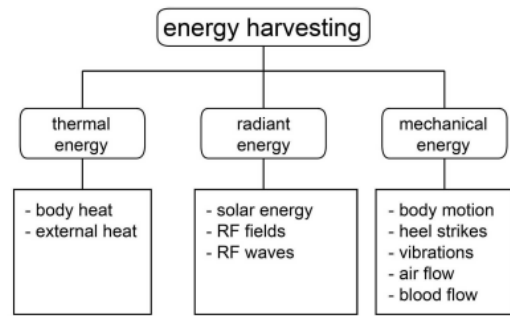 energy harvesting
thermal
energy
radiant
energy
mechanical
energy
- body heat
- external heat
- solar energy
- RF fields
- RF waves
- body motion
- heel strikes
- vibrations
- air flow
- blood flow